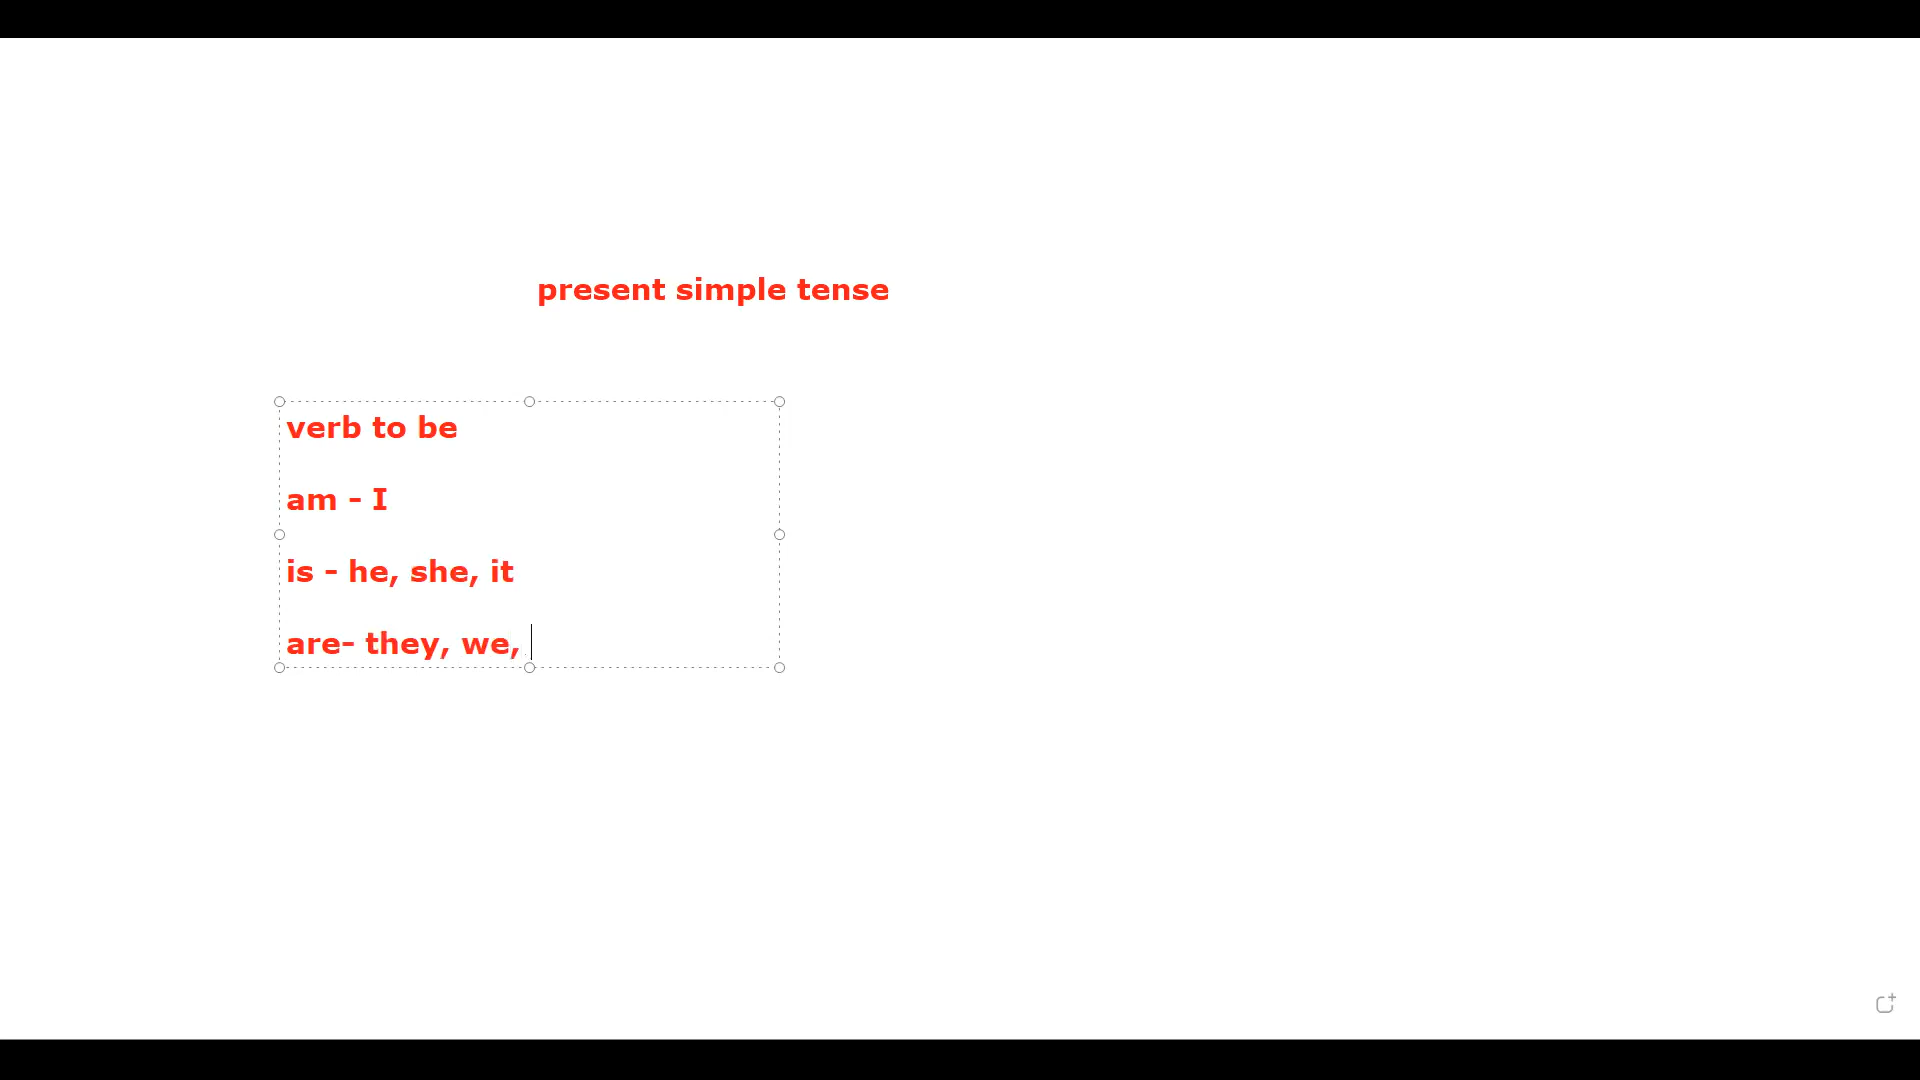 present simple tense
verb to be
am - I
is - he, she, it
are- they, we,